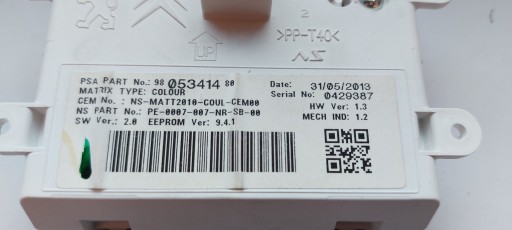 2
>PP-T40<
UP
PSA PART No.: 98 053414 80
MATRIX TYPE: COLOUR
CEM No.: NS-MATT2010-COUL-CEM00
NS PART No.: PE-0007-007-NR-SB-00
SW Ver.: 2.0 EEPROM Ver: 9.4.1
Date: 31/05/2013
Serial No: 0429387
HW Ver: 1.3
MECH IND: 1.2